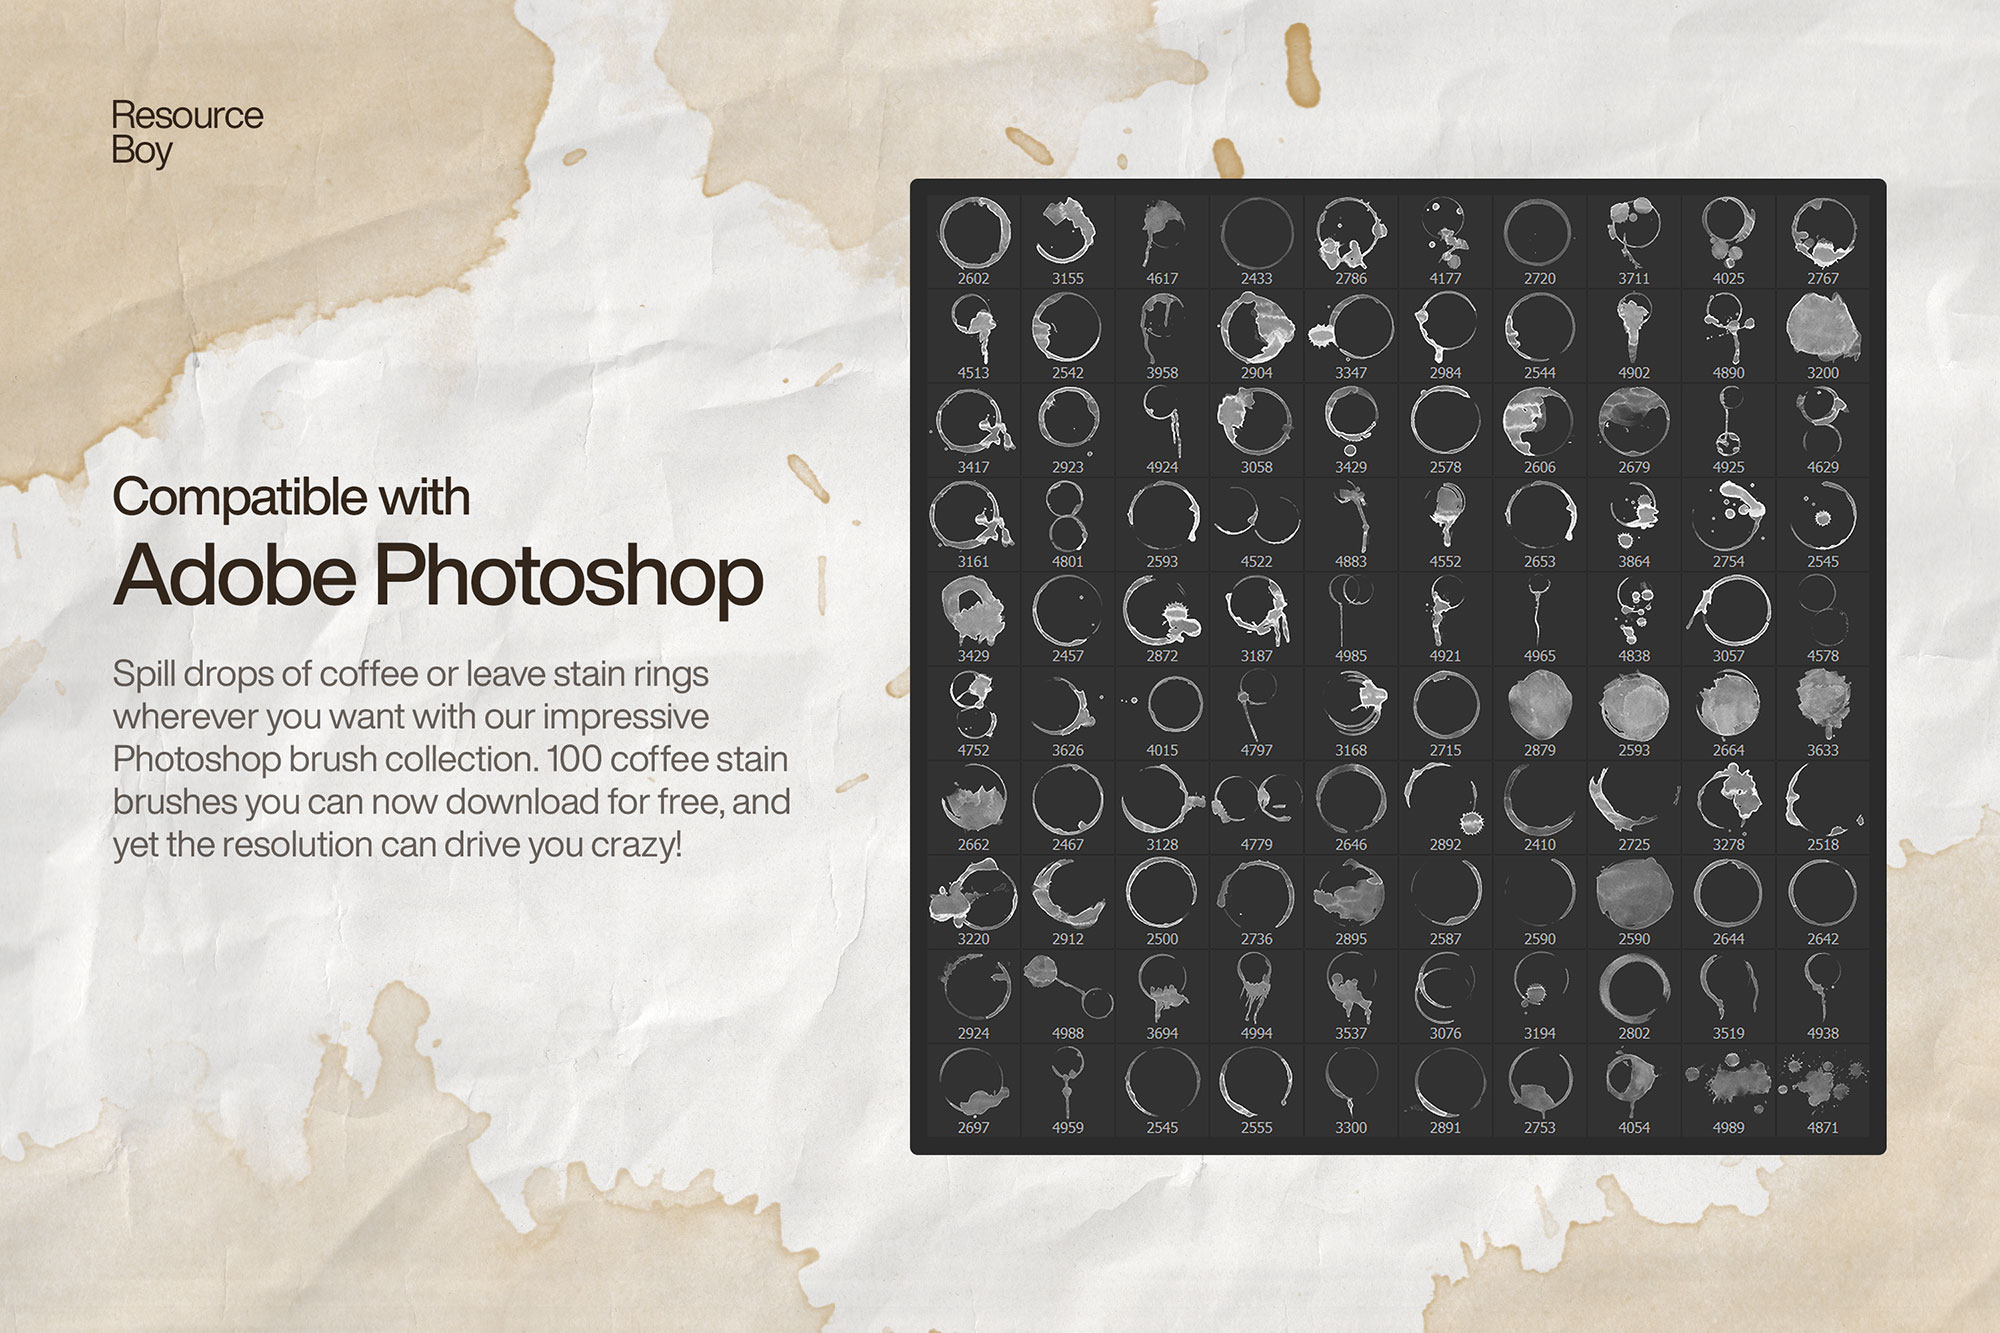 Resource
Boy
Compatible with
Adobe Photoshop
Spill drops of coffee or leave stain rings
wherever you want with our impressive
Photoshop brush collection. 100 coffee stain
brushes you can now download for free, and
yet the resolution can drive you crazy!
2602 3155 4617 2433 2786 4177 2720 3711 4025 2767
4513 2542 3958 2904 3347 2984 2544 4902 4890 3200
3417 2923 4924 3058 3429 2578 2606 2679 4925 4629
3161 4801 2593 4522 4883 4552 2653 3864 2754 2545
3429 2457 2872 3187 4985 4921 4965 4838 3057 4578
4752 3626 4015 4797 3168 2715 2879 2593 2664 3633
2662 2467 3128 4779 2646 2892 2410 2725 3278 2518
3220 2912 2500 2736 2895 2587 2590 2590 2644 2642
2924 4988 3694 4994 3537 3076 3194 2802 3519 4938
2697 4959 2545 2555 3300 2891 2753 4054 4989 4871